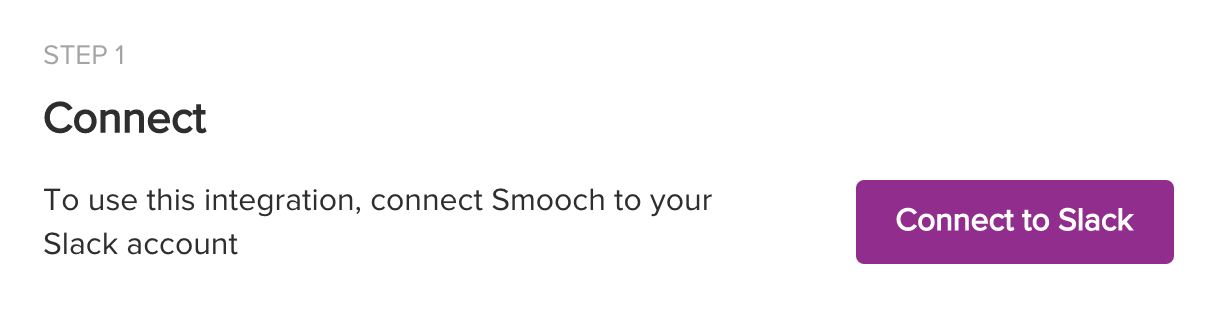 STEP 1
Connect
To use this integration, connect Smooch to your
Slack account
Connect to Slack